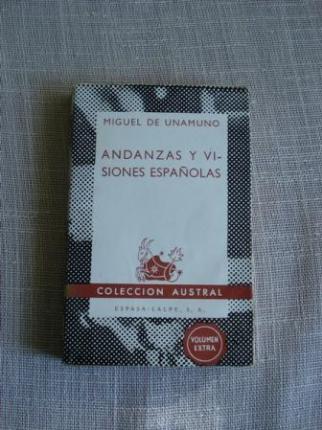 MIGUEL DE UNAMUNO
ANDANZAS Y VI-
SIONES ESPAÑOLAS
COLECCION AUSTRAL
ESPASA-CALPE, S. A.
VOLUMEN
EXTRA